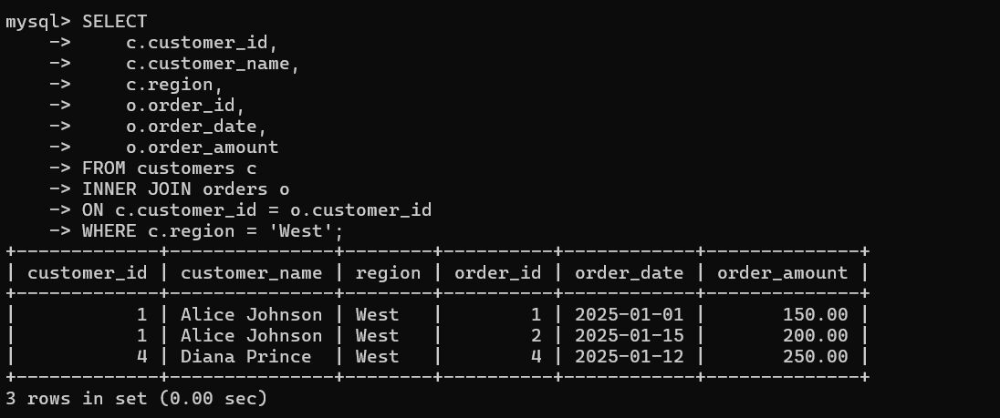 mysql> SELECT
    ->     c.customer_id,
    ->     c.customer_name,
    ->     c.region,
    ->     o.order_id,
    ->     o.order_date,
    ->     o.order_amount
    -> FROM customers c
    -> INNER JOIN orders o
    -> ON c.customer_id = o.customer_id
    -> WHERE c.region = 'West';
+-------------+---------------+--------+----------+------------+--------------+
| customer_id | customer_name | region | order_id | order_date | order_amount |
+-------------+---------------+--------+----------+------------+--------------+
|           1 | Alice Johnson | West   |        1 | 2025-01-01 |       150.00 |
|           1 | Alice Johnson | West   |        2 | 2025-01-15 |       200.00 |
|           4 | Diana Prince  | West   |        4 | 2025-01-12 |       250.00 |
+-------------+---------------+--------+----------+------------+--------------+
3 rows in set (0.00 sec)